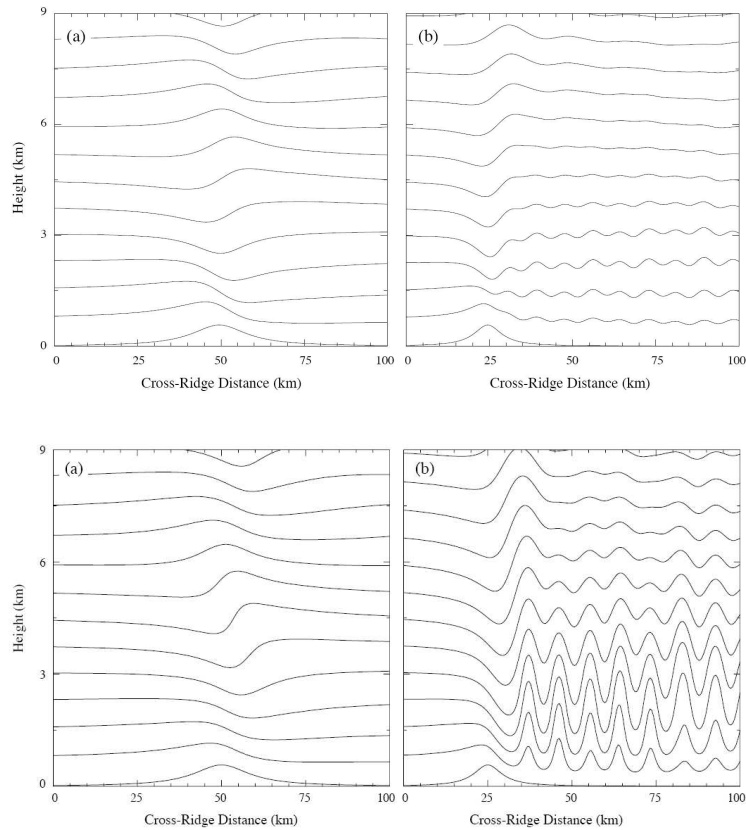 (a)
(b)
9
6
3
0
Height (km)
0 25 50 75 100
0 25 50 75 100
Cross-Ridge Distance (km)
Cross-Ridge Distance (km)
(a)
(b)
9
6
3
0
Height (km)
0 25 50 75 100
0 25 50 75 100
Cross-Ridge Distance (km)
Cross-Ridge Distance (km)